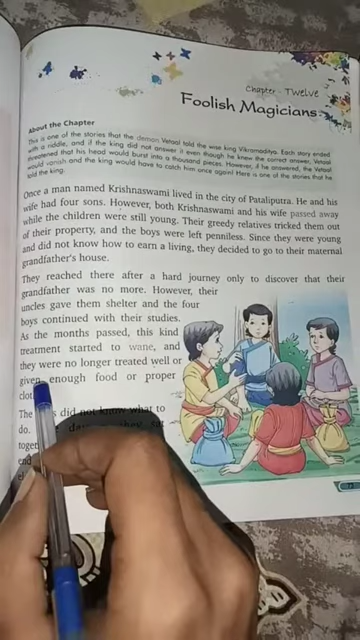 Chapter - Twelve
Foolish Magicians
About the Chapter
This is one of the stories that the demon Vetaal told the wise king Vikramaditya. Each story ended
with a riddle, and if the king did not answer it even though he knew the correct answer, Vetaal
threatened that his head would burst into a thousand pieces. However, if he answered, the Vetaal
would vanish and the king would have to catch him once again! Here is one of the stories that he
told the king.
Once a man named Krishnaswami lived in the city of Pataliputra. He and his
wife had four sons. However, both Krishnaswami and his wife passed away
while the children were still young. Their greedy relatives tricked them out
of their property, and the boys were left penniless. Since they were young
and did not know how to earn a living, they decided to go to their maternal
grandfather's house.
They reached there after a hard journey only to discover that their
grandfather was no more. However, their
uncles gave them shelter and the four
boys continued with their studies.
As the months passed, this kind
treatment started to wane, and
they were no longer treated well or
given enough food or proper
The did not know what to
do.